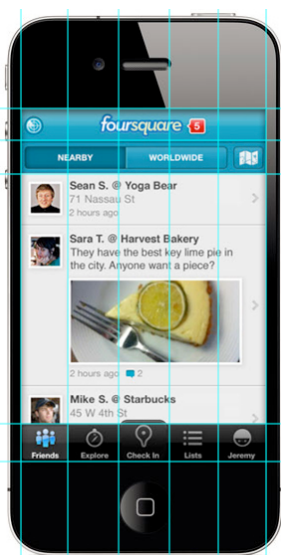 foursquare 5
NEARBY WORLDWIDE
Sean S. @ Yoga Bear
71 Nassau St
2 hours ago
Sara T. @ Harvest Bakery
They have the best key lime pie in
the city. Anyone want a piece?
2 hours ago 2
Mike S. @ Starbucks
45 W 4th St
Friends Explore Check In Lists Jeremy